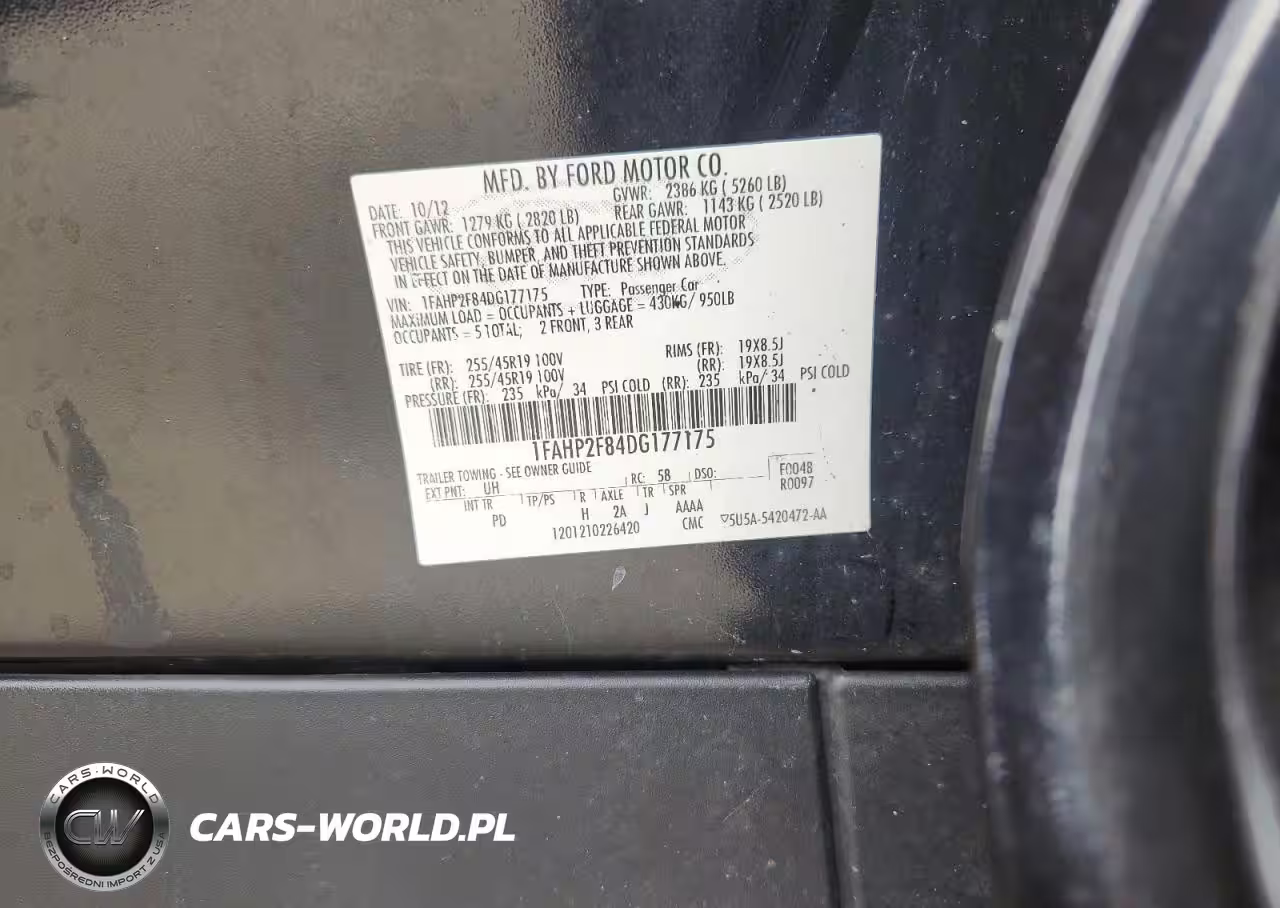 MFD. BY FORD MOTOR CO.
DATE: 10/12 GVWR: 2386 KG ( 5260 LB)
FRONT GAWR: 1279 KG ( 2820 LB) REAR GAWR: 1143 KG ( 2520 LB)
THIS VEHICLE CONFORMS TO ALL APPLICABLE FEDERAL MOTOR
VEHICLE SAFETY, BUMPER, AND THEFT PREVENTION STANDARDS
IN EFFECT ON THE DATE OF MANUFACTURE SHOWN ABOVE.
VIN: 1FAHP2F84DG177175 TYPE: Passenger Car
MAXIMUM LOAD = OCCUPANTS + LUGGAGE = 430KG/ 950LB
OCCUPANTS = 5 TOTAL; 2 FRONT, 3 REAR
TIRE (FR): 255/45R19 100V RIMS (FR): 19X8.5J
(RR): 255/45R19 100V (RR): 19X8.5J
PRESSURE (FR): 235 kPa/ 34 PSI COLD (RR): 235 kPa/ 34 PSI COLD
1FAHP2F84DG177175
TRAILER TOWING - SEE OWNER GUIDE
EXT PNT: UH RC: 58 DSO: F0048
INT TR TP/PS R AXLE TR SPR R0097
PD H 2A J AAAA
1201210226420 CMC 5U5A-5420472-AA
CARS-WORLD
CW
BEZPOŚREDNI IMPORT Z USA
CARS-WORLD.PL